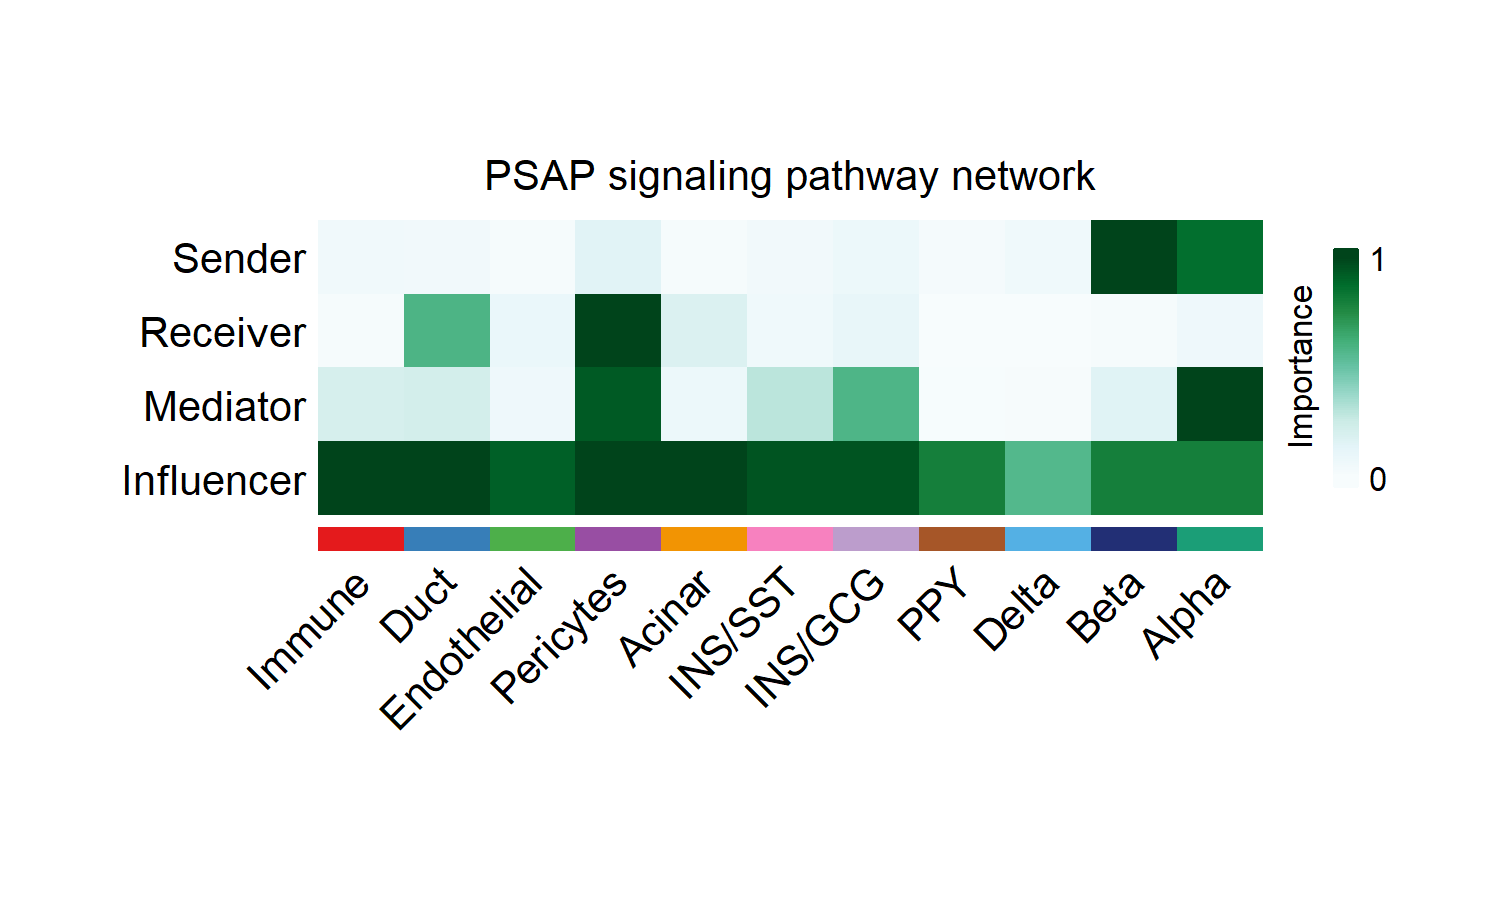 PSAP signaling pathway network
Sender
Receiver
Mediator
Influencer
Immune
Duct
Endothelial
Pericytes
Acinar
INS/SST
INS/GCG
PPY
Delta
Beta
Alpha
Importance
1
0